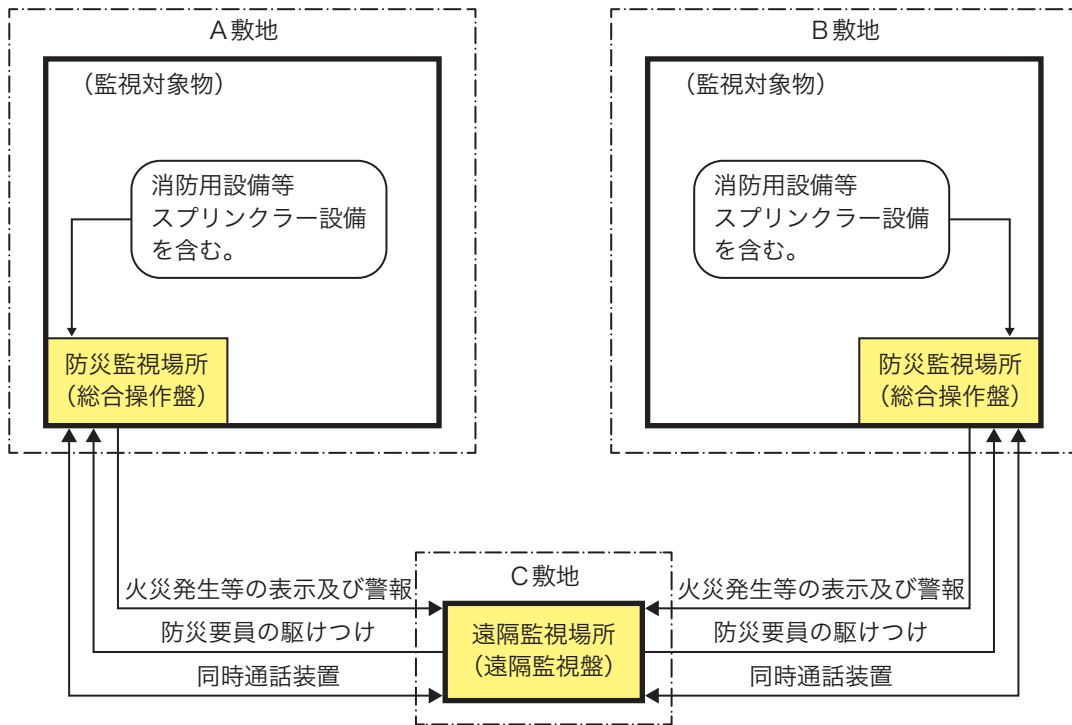 A敷地
（監視対象物）
消防用設備等
スプリンクラー設備
を含む。
防災監視場所
（総合操作盤）
B敷地
（監視対象物）
消防用設備等
スプリンクラー設備
を含む。
防災監視場所
（総合操作盤）
火災発生等の表示及び警報
防災要員の駆けつけ
同時通話装置
C敷地
遠隔監視場所
（遠隔監視盤）
火災発生等の表示及び警報
防災要員の駆けつけ
同時通話装置